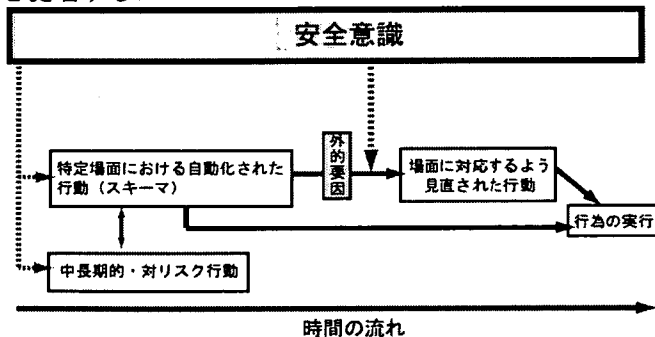 安全意識
外的要因
特定場面における自動化された
行動（スキーマ）
場面に対応するよう
見直された行動
行為の実行
中長期的・対リスク行動
時間の流れ